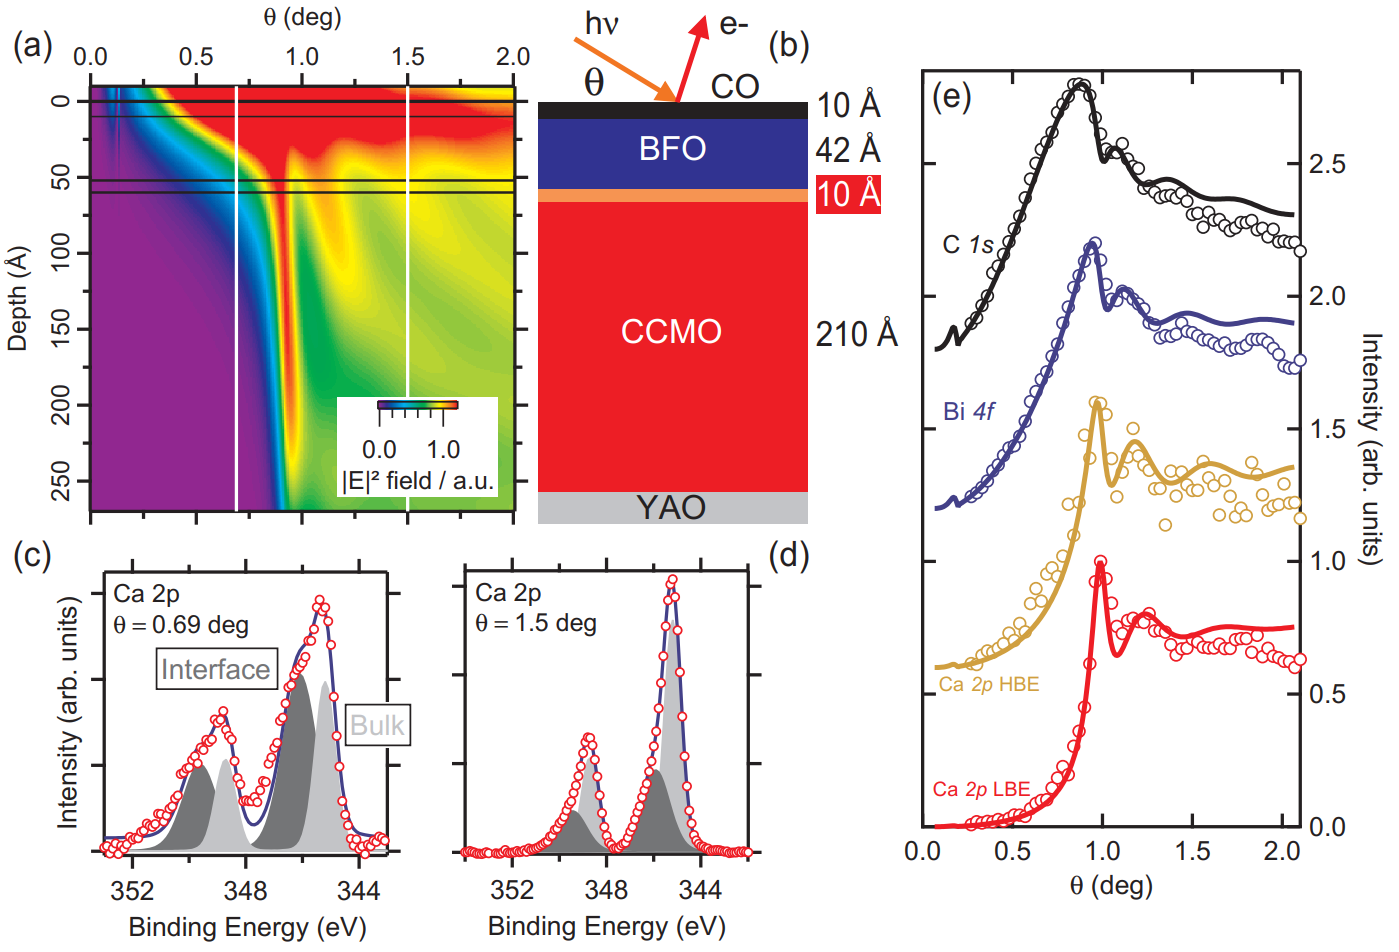 (a)
θ (deg)
0.0 0.5 1.0 1.5 2.0
0
50
100
150
200
250
Depth (Å)
0.0 1.0
|E|² field / a.u.
hν
e-
(b)
θ
CO
10 Å
BFO
42 Å
10 Å
CCMO
210 Å
YAO
(c)
Ca 2p
θ = 0.69 deg
Interface
Bulk
Intensity (arb. units)
352 348 344
Binding Energy (eV)
(d)
Ca 2p
θ = 1.5 deg
352 348 344
Binding Energy (eV)
(e)
C 1s
Bi 4f
Ca 2p HBE
Ca 2p LBE
2.5
2.0
1.5
1.0
0.5
0.0
Intensity (arb. units)
0.0 0.5 1.0 1.5 2.0
θ (deg)